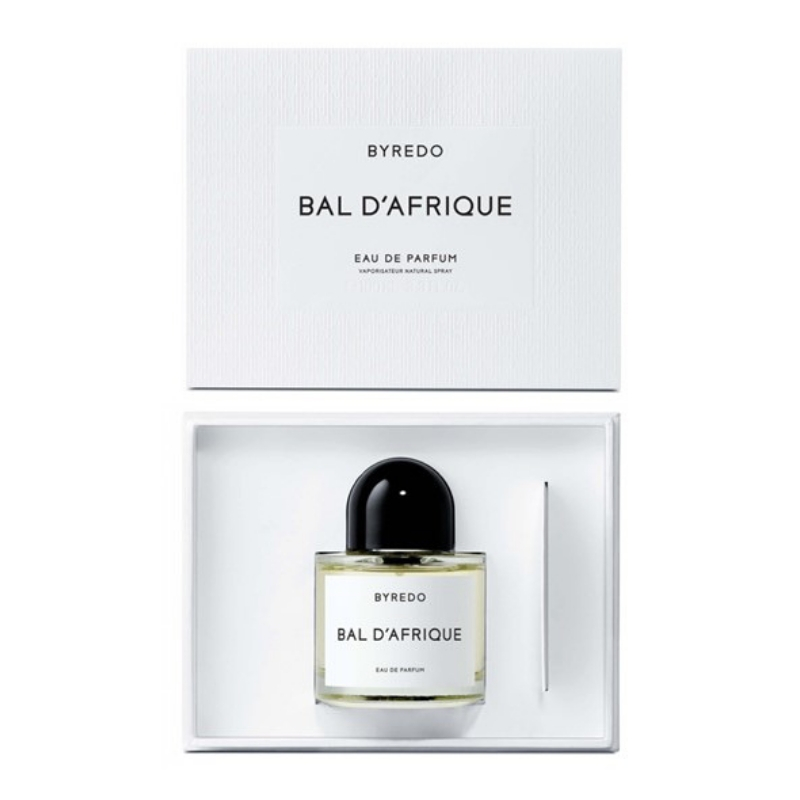 BYREDO
BAL D'AFRIQUE
EAU DE PARFUM
VAPORISATEUR NATURAL SPRAY
BYREDO
BAL D'AFRIQUE
EAU DE PARFUM